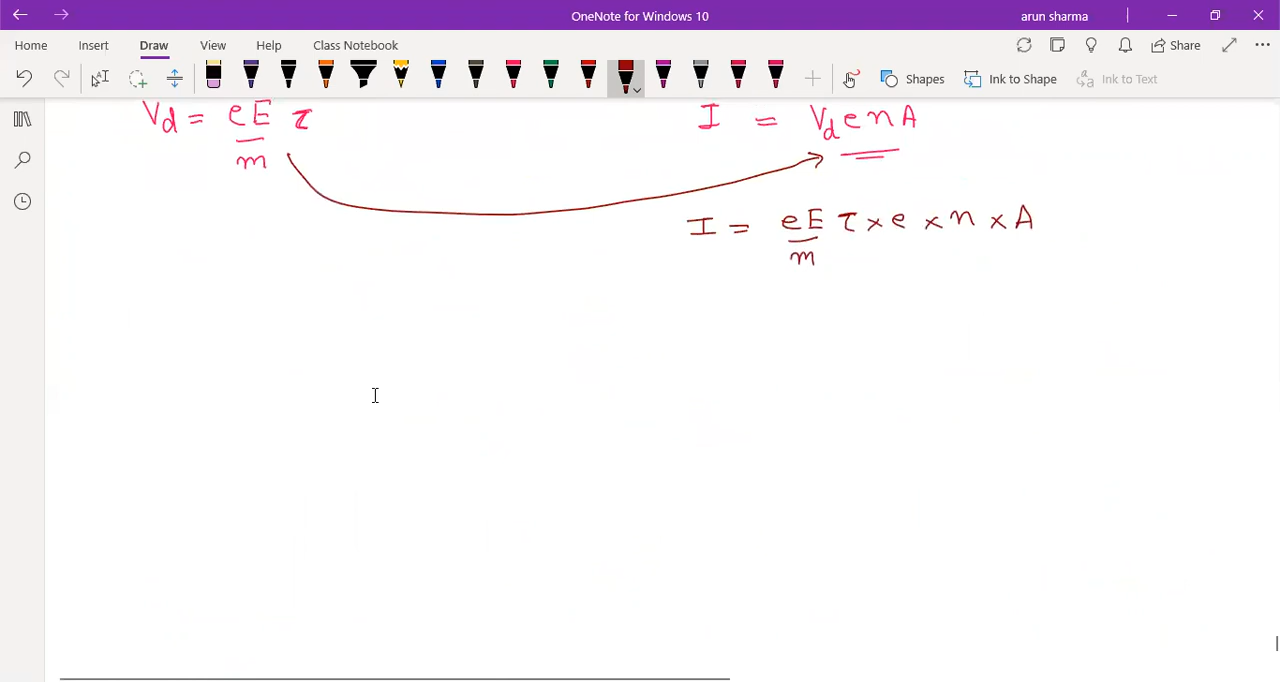 OneNote for Windows 10
arun sharma
Home Insert Draw View Help Class Notebook
Share
Shapes
Ink to Shape
Ink to Text
Vd = eE/m τ
I = Vd e n A
I = eE/m τ × e × n × A